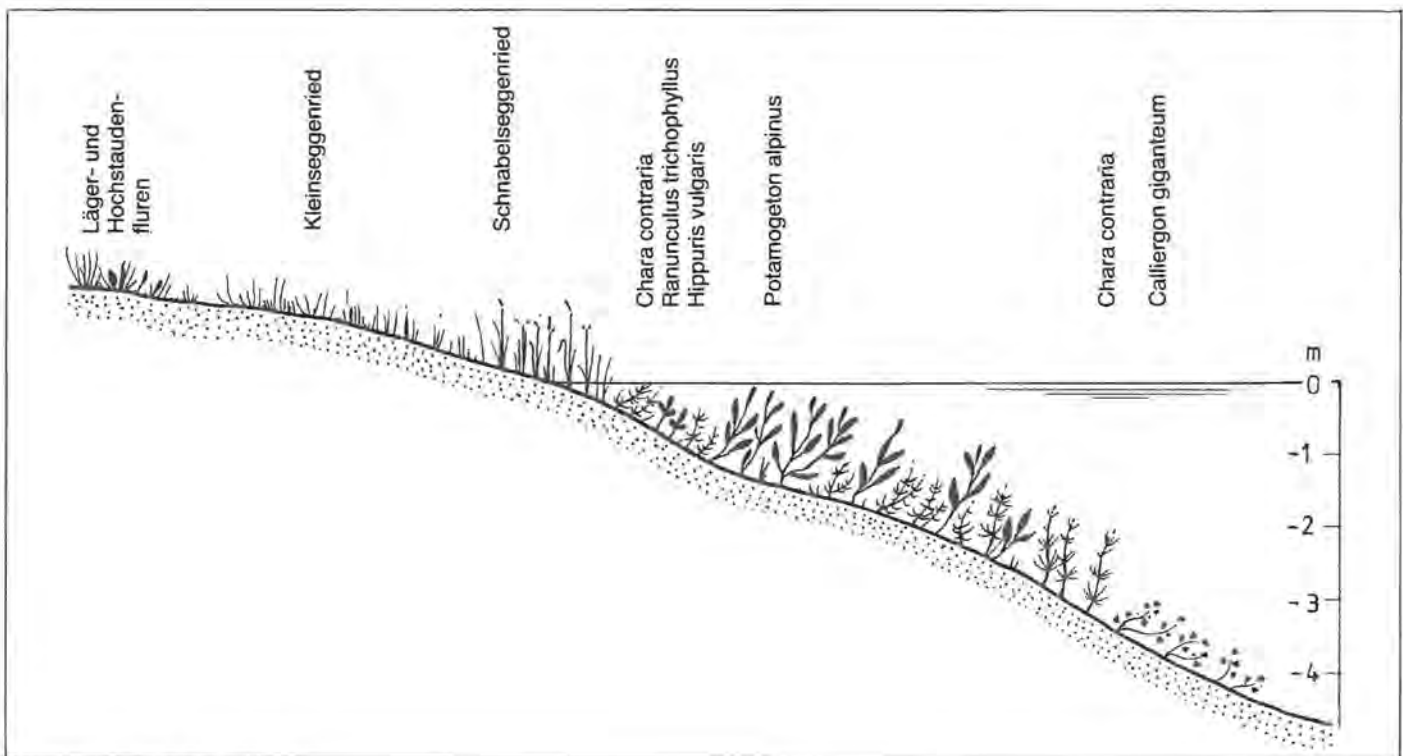 Läger- und
Hochstauden-
fluren
Kleinseggenried
Schnabelseggenried
Chara contraria
Ranunculus trichophyllus
Hippuris vulgaris
Potamogeton alpinus
Chara contraria
Calliergon giganteum
m
0
-1
-2
-3
-4